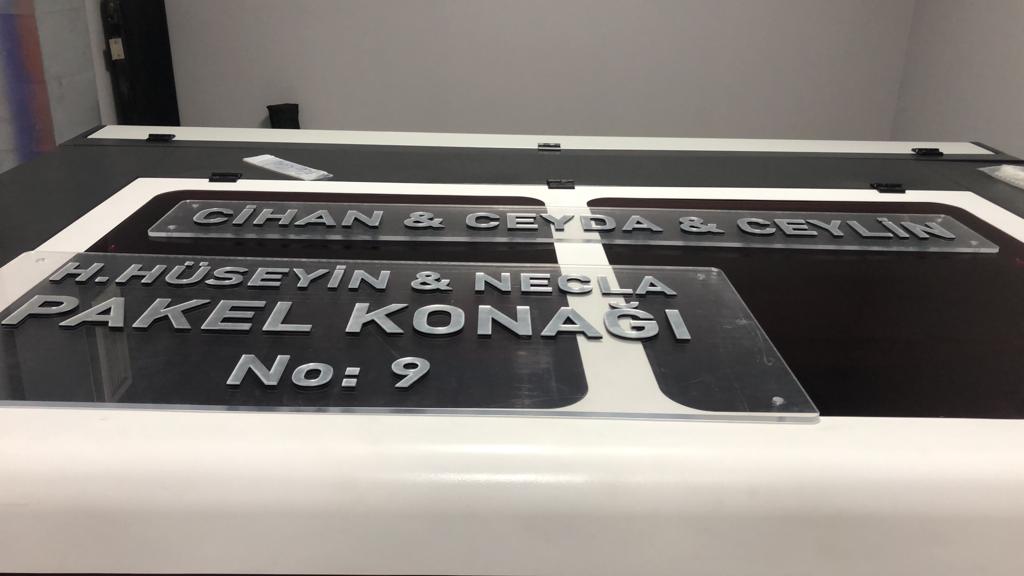 CİHAN & CEYDA & CEYLİN
H.HÜSEYİN & NECLA
PAKEL KONAĞI
No: 9